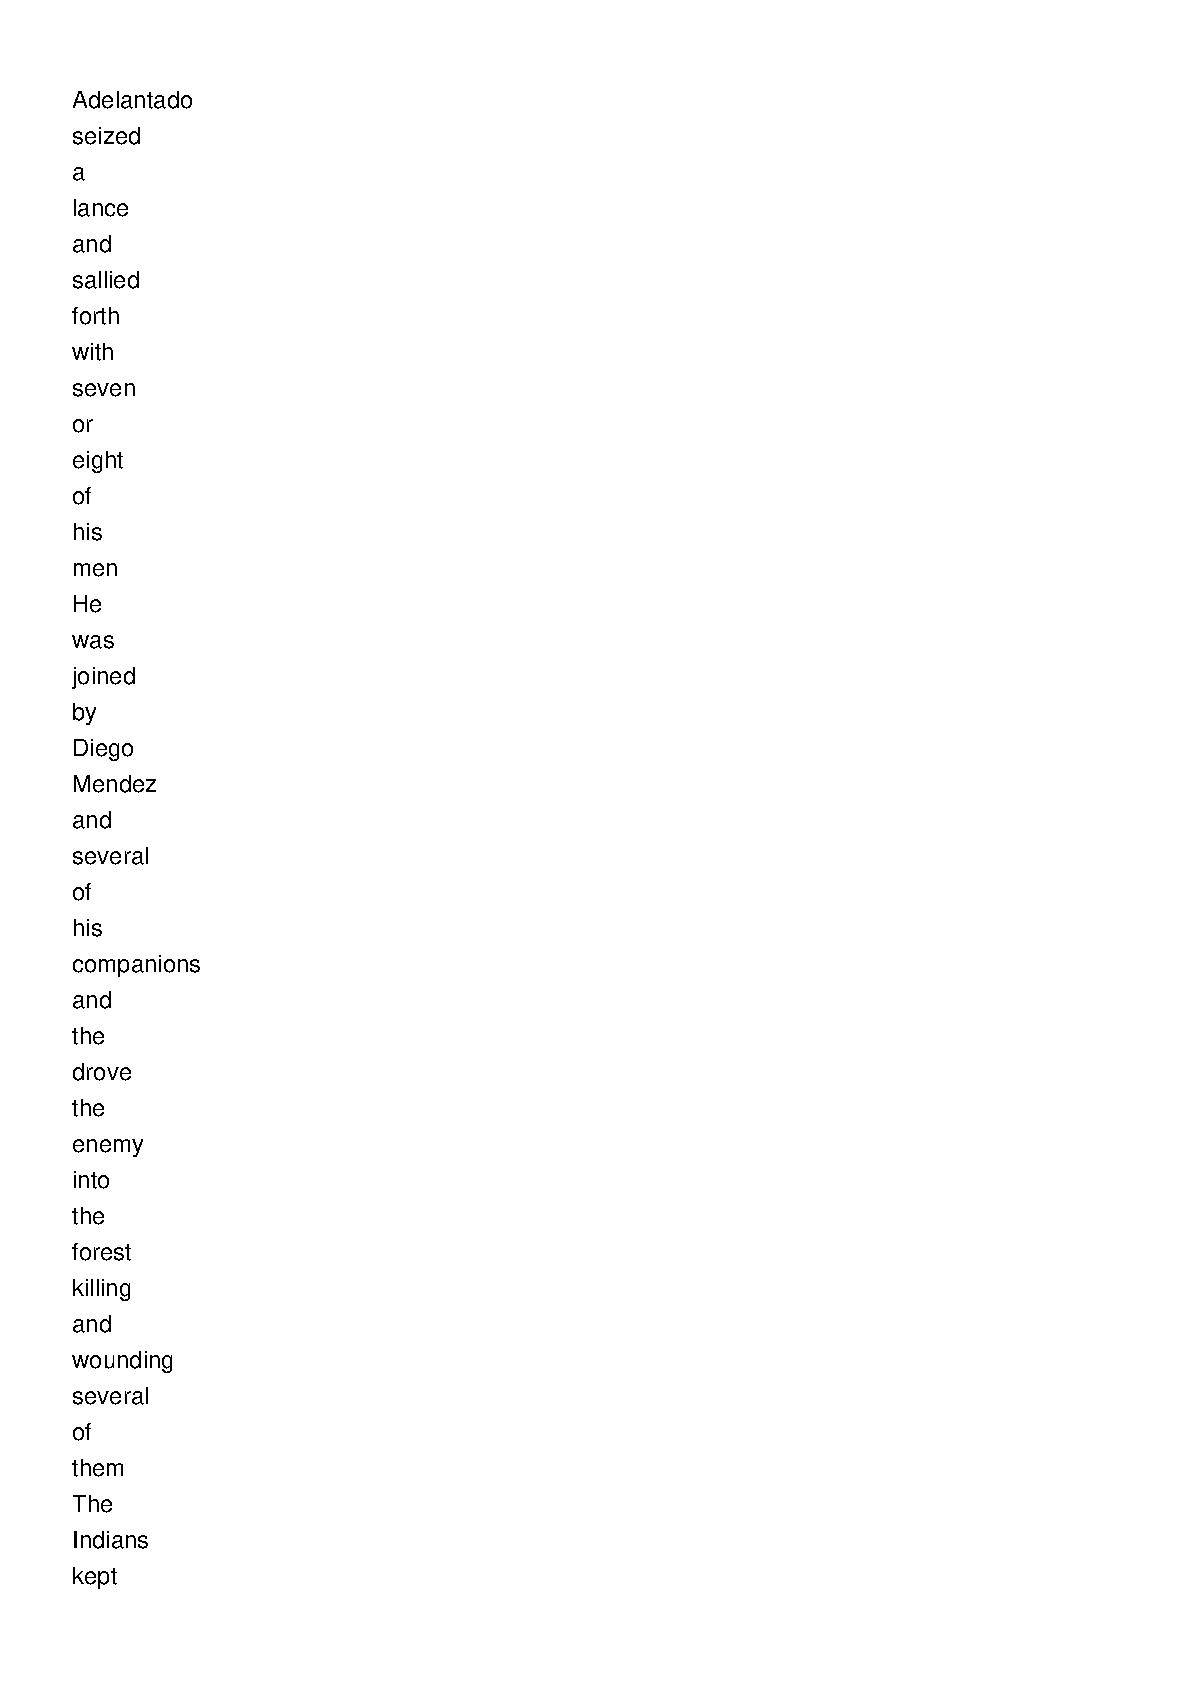 Adelantado
seized
a
lance
and
sallied
forth
with
seven
or
eight
of
his
men
He
was
joined
by
Diego
Mendez
and
several
of
his
companions
and
the
drove
the
enemy
into
the
forest
killing
and
wounding
several
of
them
The
Indians
kept